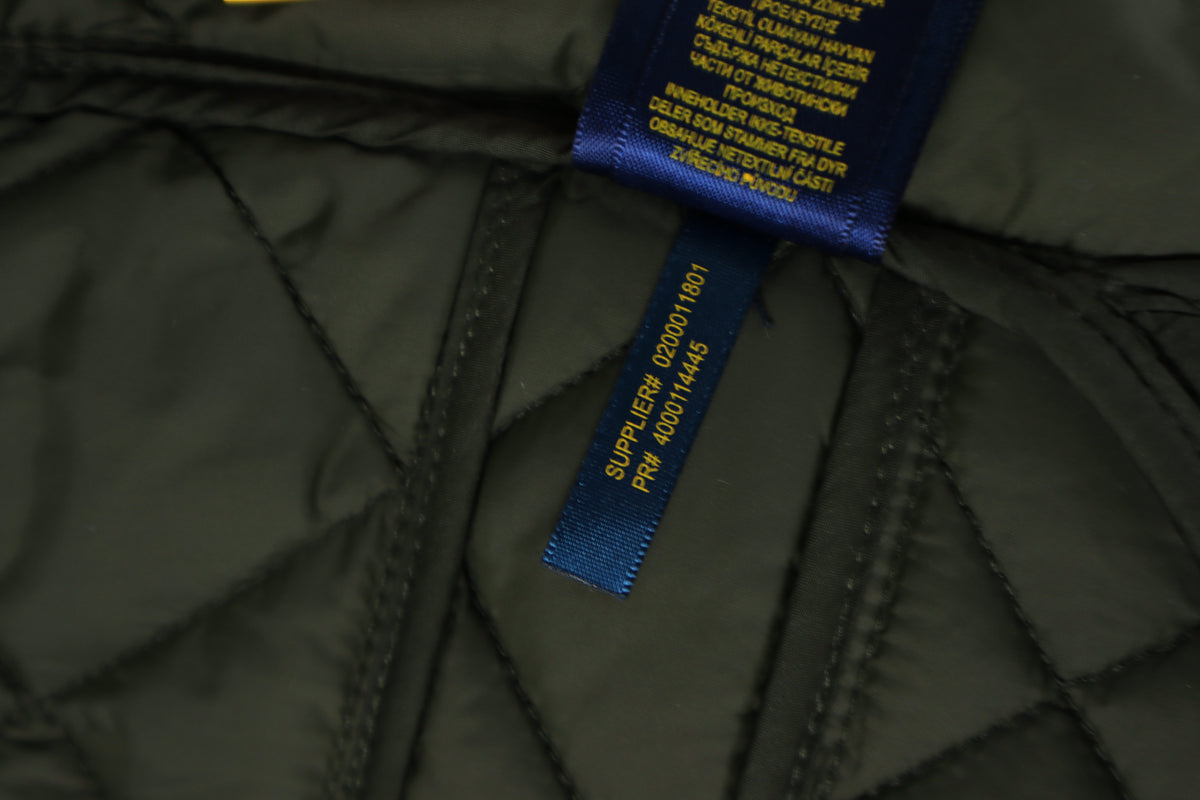 ΠΡΟΕΛΕΥΣΗΣ
TEKSTİL OLMAYAN HAYVAN
KÖKENLİ PARÇALAR İÇERİR
СЪДЪРЖА НЕТЕКСТИЛНИ
ЧАСТИ ОТ ЖИВОТИНСКИ
ПРОИЗХОД
INNEHOLDER IKKE-TEKSTILE
DELER SOM STAMMER FRA DYR
OBSAHUJE NETEXTILNÍ ČÁSTI
ZVÍŘECÍHO PŮVODU
SUPPLIER# 0200011801
PR# 4000114445